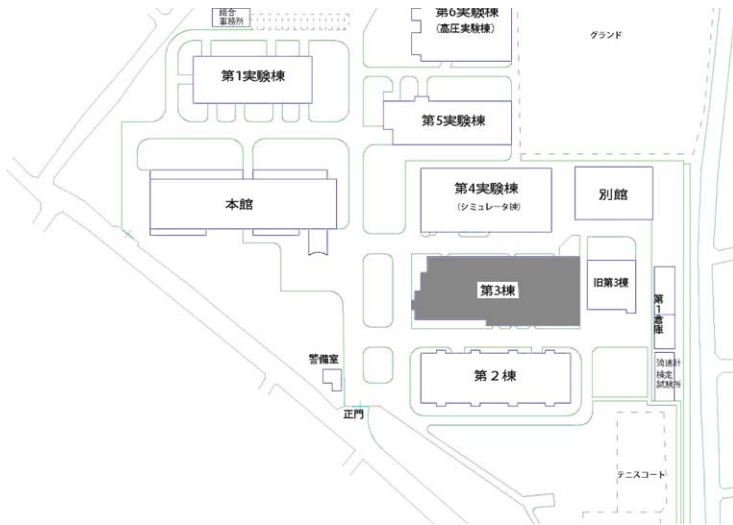 総合
事務所
第6実験棟
(高圧実験棟)
グランド
第1実験棟
第5実験棟
本館
第4実験棟
(シミュレータ棟)
別館
第3棟
旧第3棟
第1倉庫
警備室
第2棟
流速計
検定
試験所
正門
テニスコート